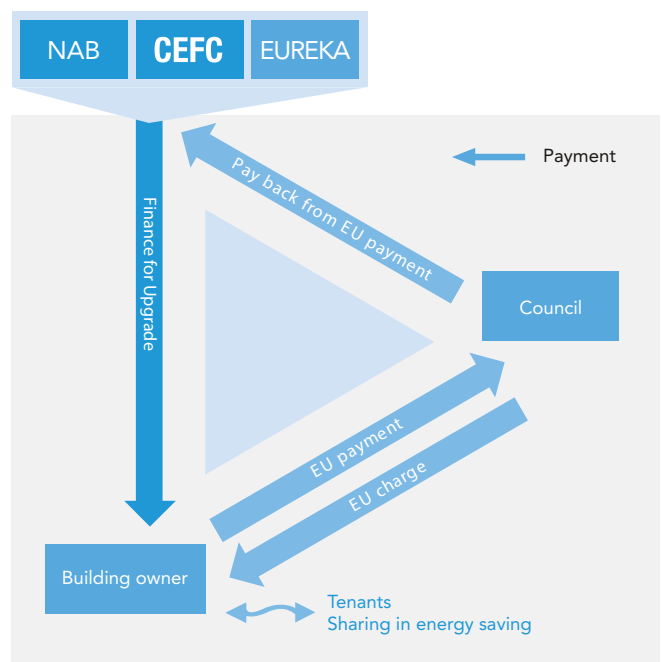 NAB
CEFC
EUREKA
Payment
Pay back from EU payment
Finance for Upgrade
Council
EU payment
EU charge
Building owner
Tenants
Sharing in energy saving